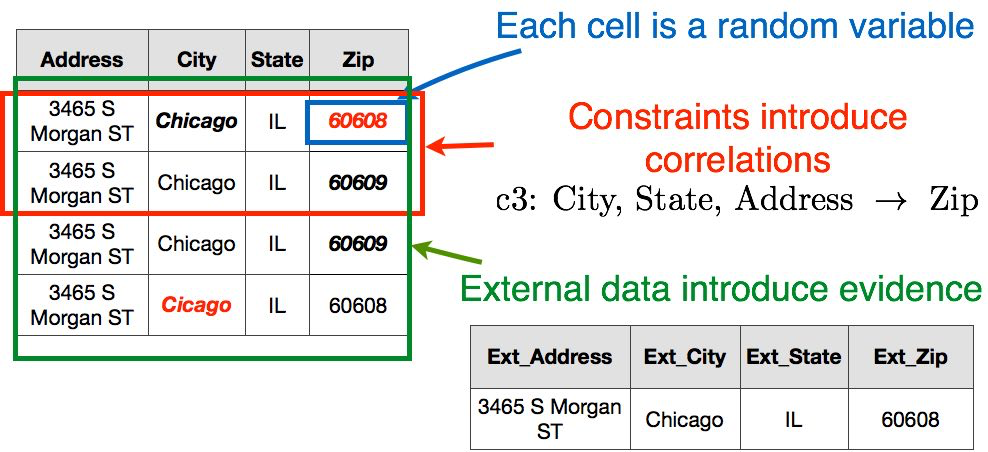 Each cell is a random variable
Address City State Zip
3465 S
Morgan ST Chicago IL 60608
3465 S
Morgan ST Chicago IL 60609
3465 S
Morgan ST Chicago IL 60609
3465 S
Morgan ST Cicago IL 60608
Constraints introduce
correlations
c3: City, State, Address → Zip
External data introduce evidence
Ext_Address Ext_City Ext_State Ext_Zip
3465 S Morgan
ST Chicago IL 60608